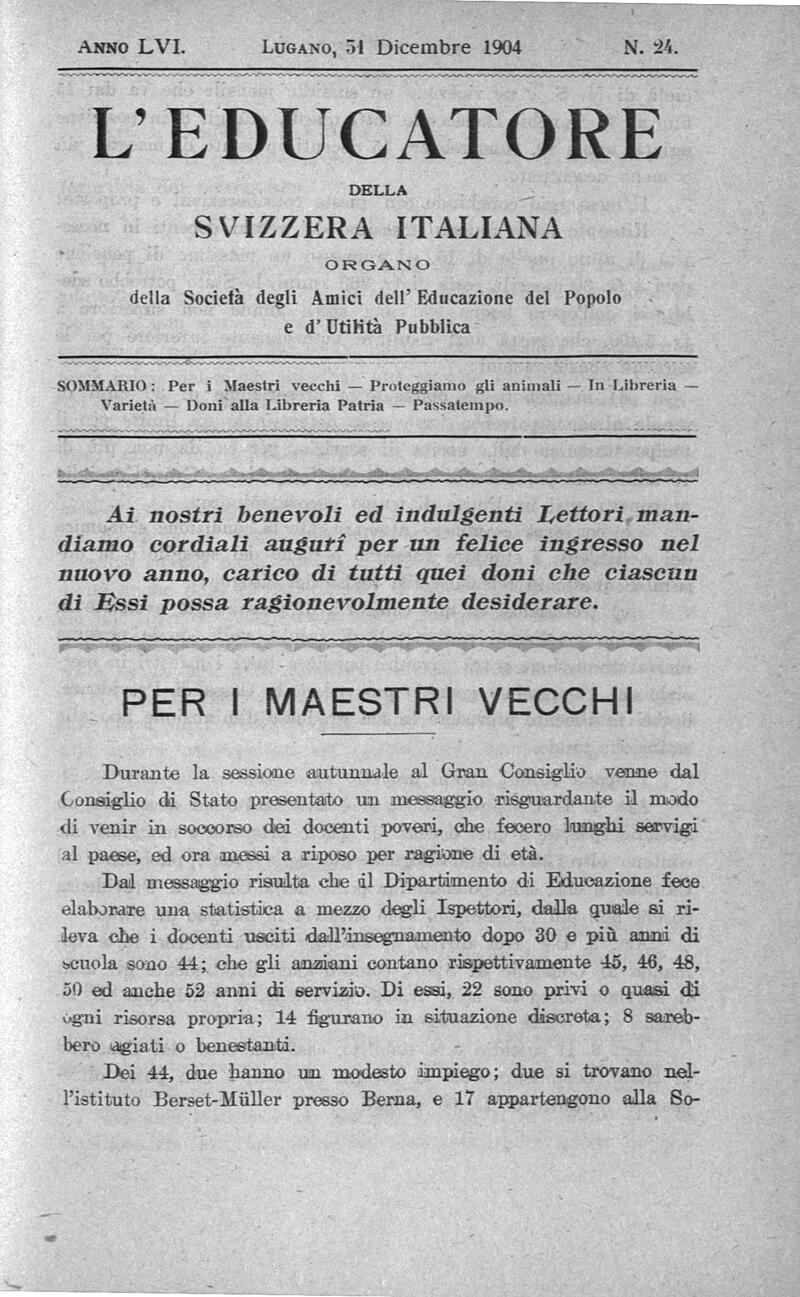 ANNO LVI. LUGANO, 31 Dicembre 1904 N. 24.
L'EDUCATORE
DELLA
SVIZZERA ITALIANA
ORGANO
della Società degli Amici dell'Educazione del Popolo
e d'Utilità Pubblica
SOMMARIO: Per i Maestri vecchi — Proteggiamo gli animali — In Libreria —
Varietà — Doni alla Libreria Patria — Passatempo.
Ai nostri benevoli ed indulgenti Lettori man-
diamo cordiali augurî per un felice ingresso nel
nuovo anno, carico di tutti quei doni che ciascun
di Essi possa ragionevolmente desiderare.
PER I MAESTRI VECCHI
Durante la sessione autunnale al Gran Consiglio venne dal
Consiglio di Stato presentato un messaggio risguardante il modo
di venir in soccorso dei docenti poveri, che fecero lunghi servigi
al paese, ed ora messi a riposo per ragione di età.
Dal messaggio risulta che il Dipartimento di Educazione fece
elaborare una statistica a mezzo degli Ispettori, dalla quale si ri-
leva che i docenti usciti dall'insegnamento dopo 30 e più anni di
scuola sono 44; che gli anziani contano rispettivamente 45, 46, 48,
50 ed anche 52 anni di servizio. Di essi, 22 sono privi o quasi di
ogni risorsa propria; 14 figurano in situazione discreta; 8 sareb-
bero agiati o benestanti.
Dei 44, due hanno un modesto impiego; due si trovano nel-
l'istituto Berset-Müller presso Berna, e 17 appartengono alla So-